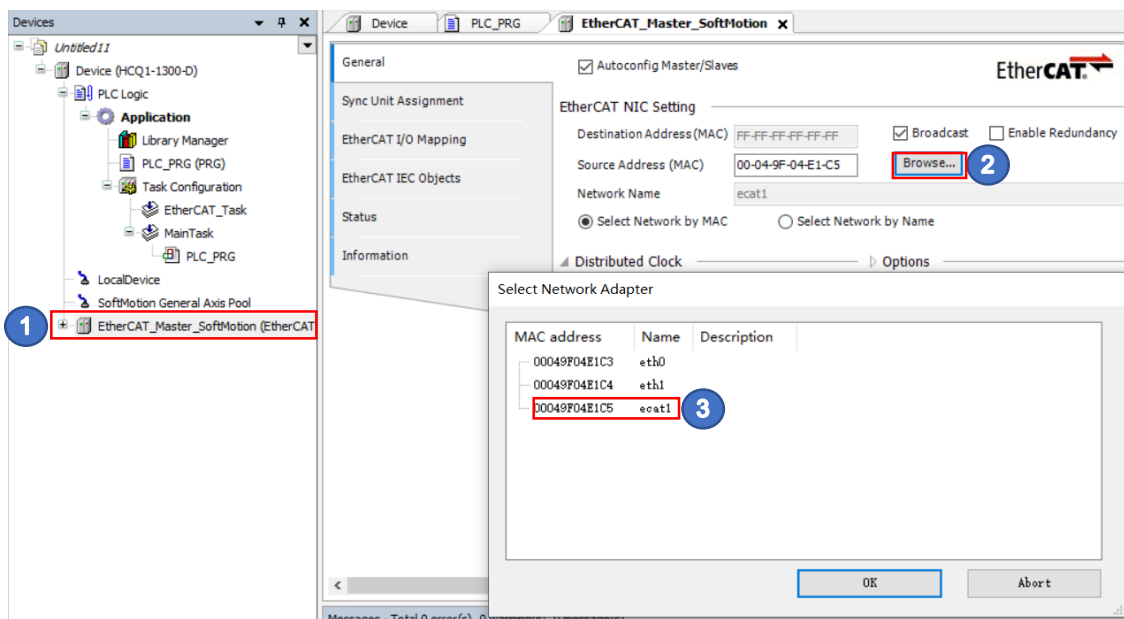 Devices
Untitled11
Device (HCQ1-1300-D)
PLC Logic
Application
Library Manager
PLC_PRG (PRG)
Task Configuration
EtherCAT_Task
MainTask
PLC_PRG
LocalDevice
SoftMotion General Axis Pool
1
EtherCAT_Master_SoftMotion (EtherCAT
Device
PLC_PRG
EtherCAT_Master_SoftMotion
General
Sync Unit Assignment
EtherCAT I/O Mapping
EtherCAT IEC Objects
Status
Information
Autoconfig Master/Slaves
EtherCAT
EtherCAT NIC Setting
Destination Address (MAC) FF-FF-FF-FF-FF-FF Broadcast Enable Redundancy
Source Address (MAC) 00-04-9F-04-E1-C5 Browse... 2
Network Name ecat1
Select Network by MAC Select Network by Name
Distributed Clock Options
Select Network Adapter
MAC address Name Description
00049F04E1C3 eth0
00049F04E1C4 eth1
00049F04E1C5 ecat1 3
OK Abort